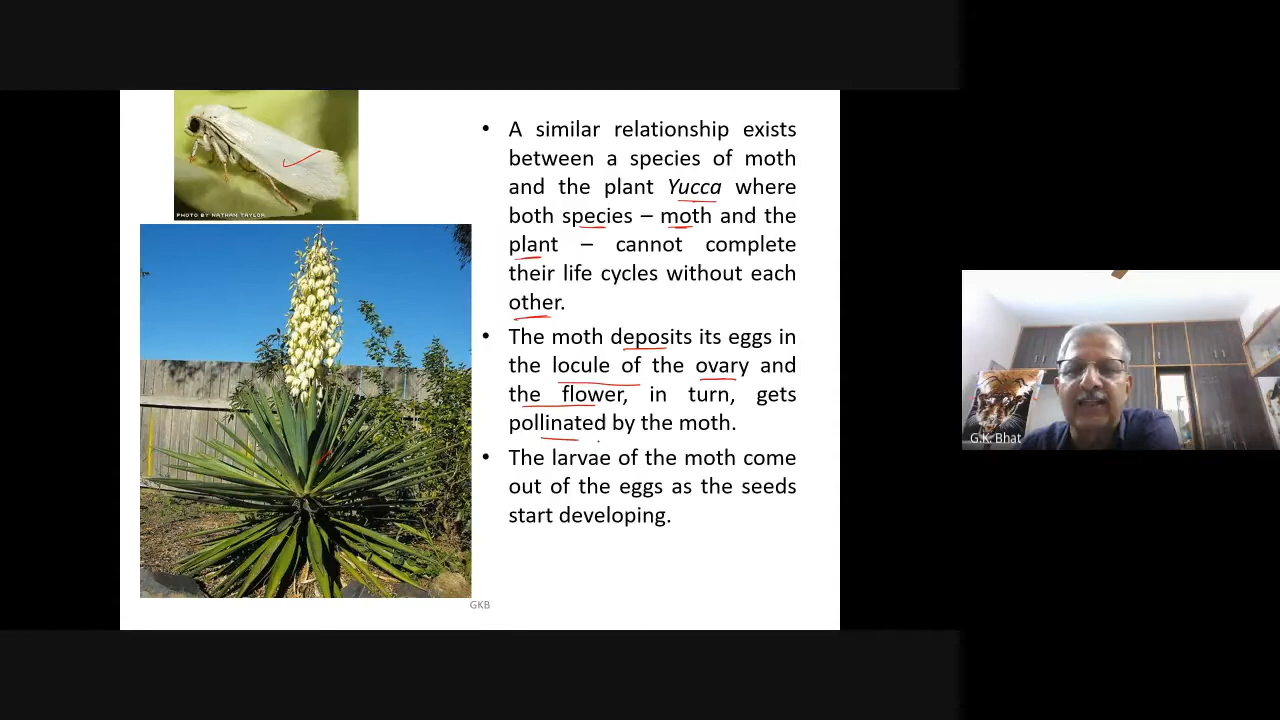 PHOTO BY NATHAN TAYLOR
• A similar relationship exists
between a species of moth
and the plant Yucca where
both species – moth and the
plant – cannot complete
their life cycles without each
other.
• The moth deposits its eggs in
the locule of the ovary and
the flower, in turn, gets
pollinated by the moth.
• The larvae of the moth come
out of the eggs as the seeds
start developing.
GKB
G.K. Bhat